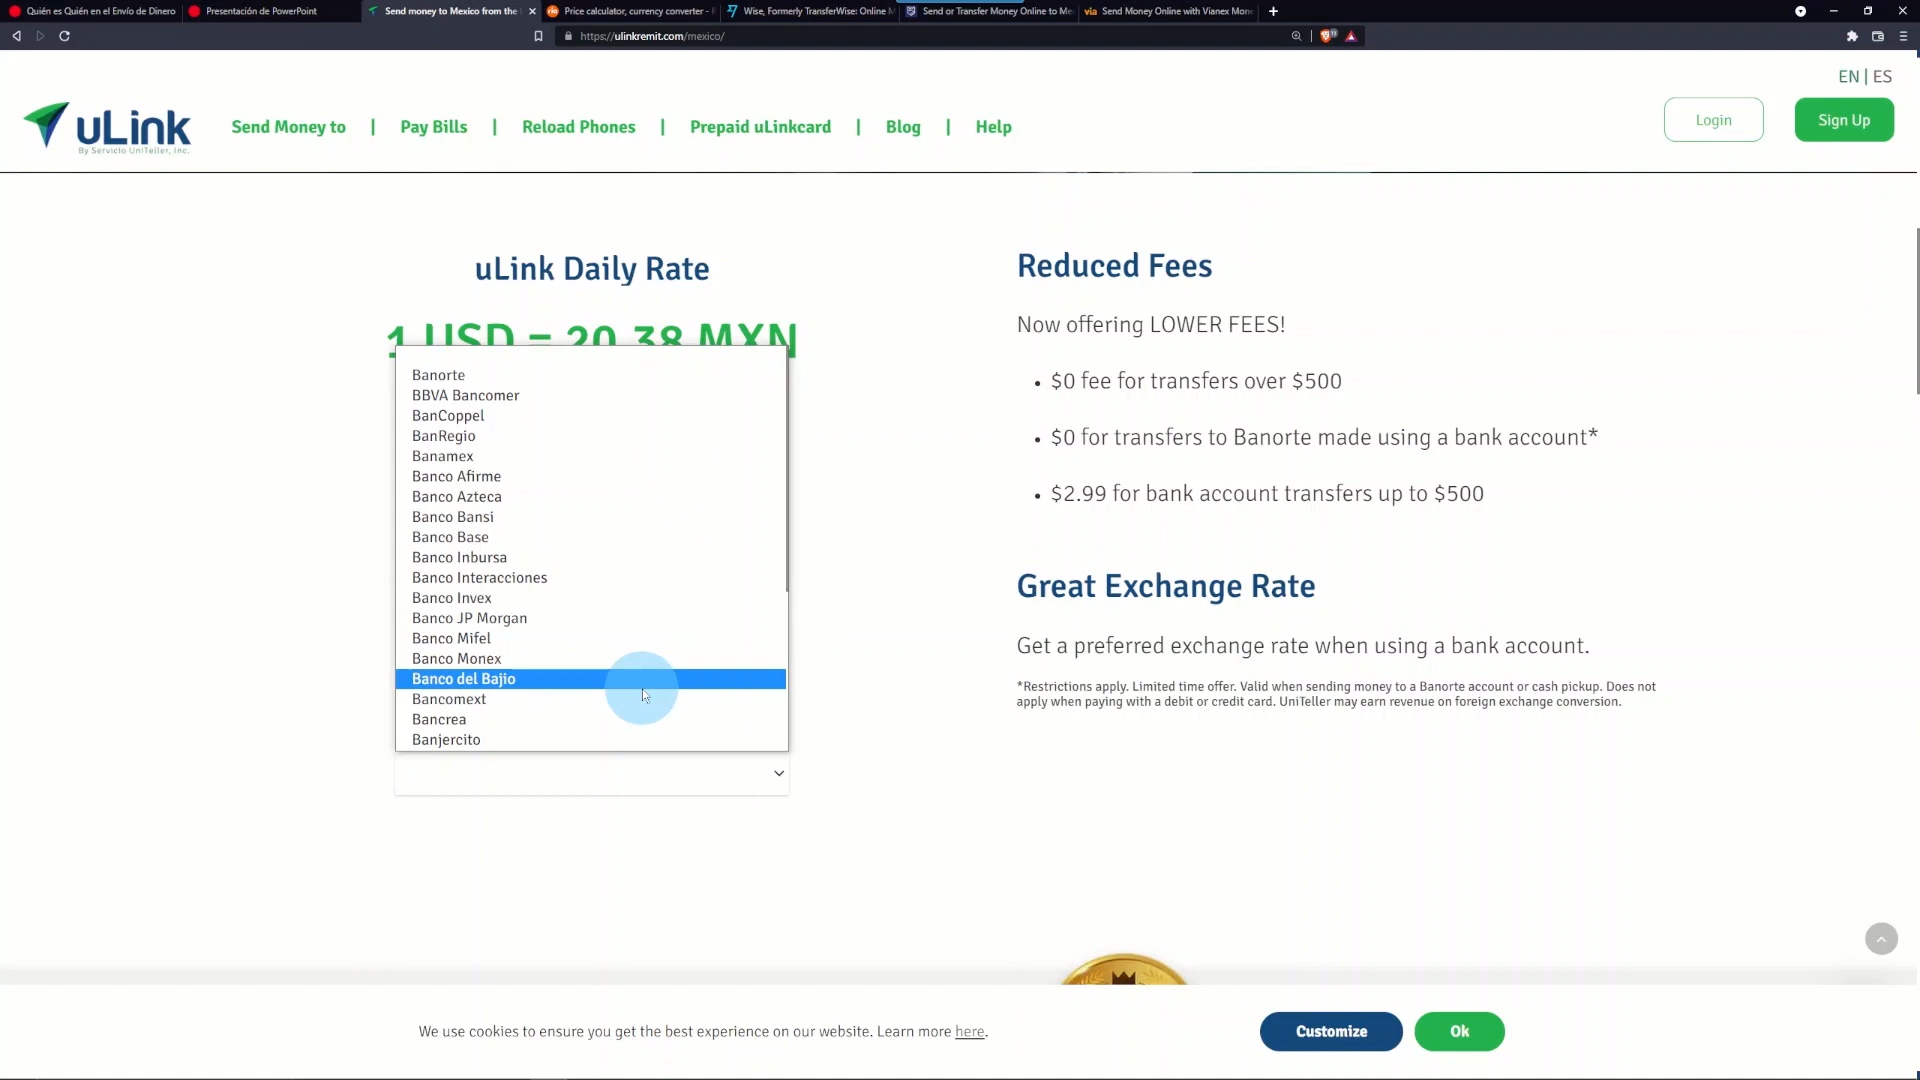 Quién es Quién en el Envío de Dinero
Presentación de PowerPoint
Send money to Mexico from the
Price calculator, currency converter -
Wise, Formerly TransferWise: Online M
Send or Transfer Money Online to Me
via Send Money Online with Vianex Mon
https://ulinkremit.com/mexico/
EN | ES
uLink
By Servicio UniTeller, Inc.
Send Money to | Pay Bills | Reload Phones | Prepaid uLinkcard | Blog | Help
Login
Sign Up
uLink Daily Rate
1 USD = 20.38 MXN
Banorte
BBVA Bancomer
BanCoppel
BanRegio
Banamex
Banco Afirme
Banco Azteca
Banco Bansi
Banco Base
Banco Inbursa
Banco Interacciones
Banco Invex
Banco JP Morgan
Banco Mifel
Banco Monex
Banco del Bajio
Bancomext
Bancrea
Banjercito
Reduced Fees
Now offering LOWER FEES!
• $0 fee for transfers over $500
• $0 for transfers to Banorte made using a bank account*
• $2.99 for bank account transfers up to $500
Great Exchange Rate
Get a preferred exchange rate when using a bank account.
*Restrictions apply. Limited time offer. Valid when sending money to a Banorte account or cash pickup. Does not
apply when paying with a debit or credit card. UniTeller may earn revenue on foreign exchange conversion.
We use cookies to ensure you get the best experience on our website. Learn more here.
Customize
Ok